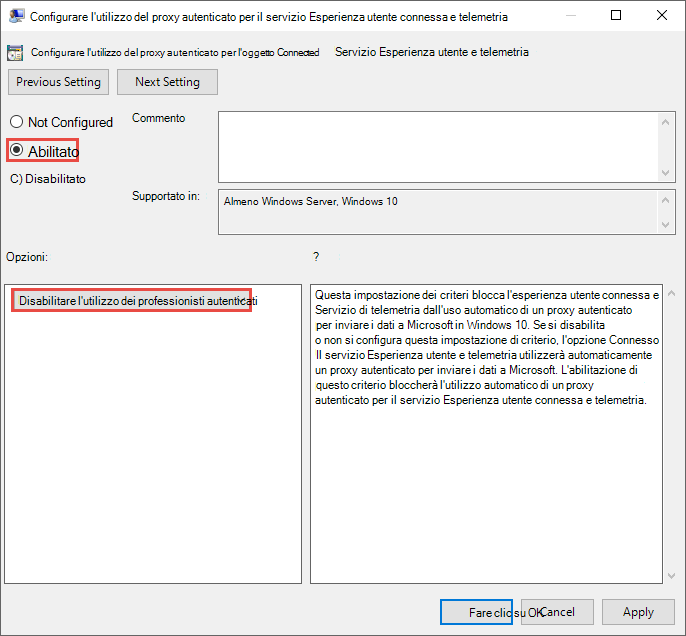 Configurare l'utilizzo del proxy autenticato per il servizio Esperienza utente connessa e telemetria
Configurare l'utilizzo del proxy autenticato per l'oggetto Connected Servizio Esperienza utente e telemetria
Previous Setting Next Setting
Not Configured
Commento
Abilitato
C) Disabilitato
Supportato in:
Almeno Windows Server, Windows 10
Opzioni:
?
Disabilitare l'utilizzo dei professionisti autenticati
Questa impostazione dei criteri blocca l'esperienza utente connessa e
Servizio di telemetria dall'uso automatico di un proxy autenticato
per inviare i dati a Microsoft in Windows 10. Se si disabilita
o non si configura questa impostazione di criterio, l'opzione Connesso
Il servizio Esperienza utente e telemetria utilizzerà automaticamente
un proxy autenticato per inviare i dati a Microsoft. L'abilitazione di
questo criterio bloccherà l'utilizzo automatico di un proxy
autenticato per il servizio Esperienza utente connessa e telemetria.
Fare clic su OK. Cancel Apply